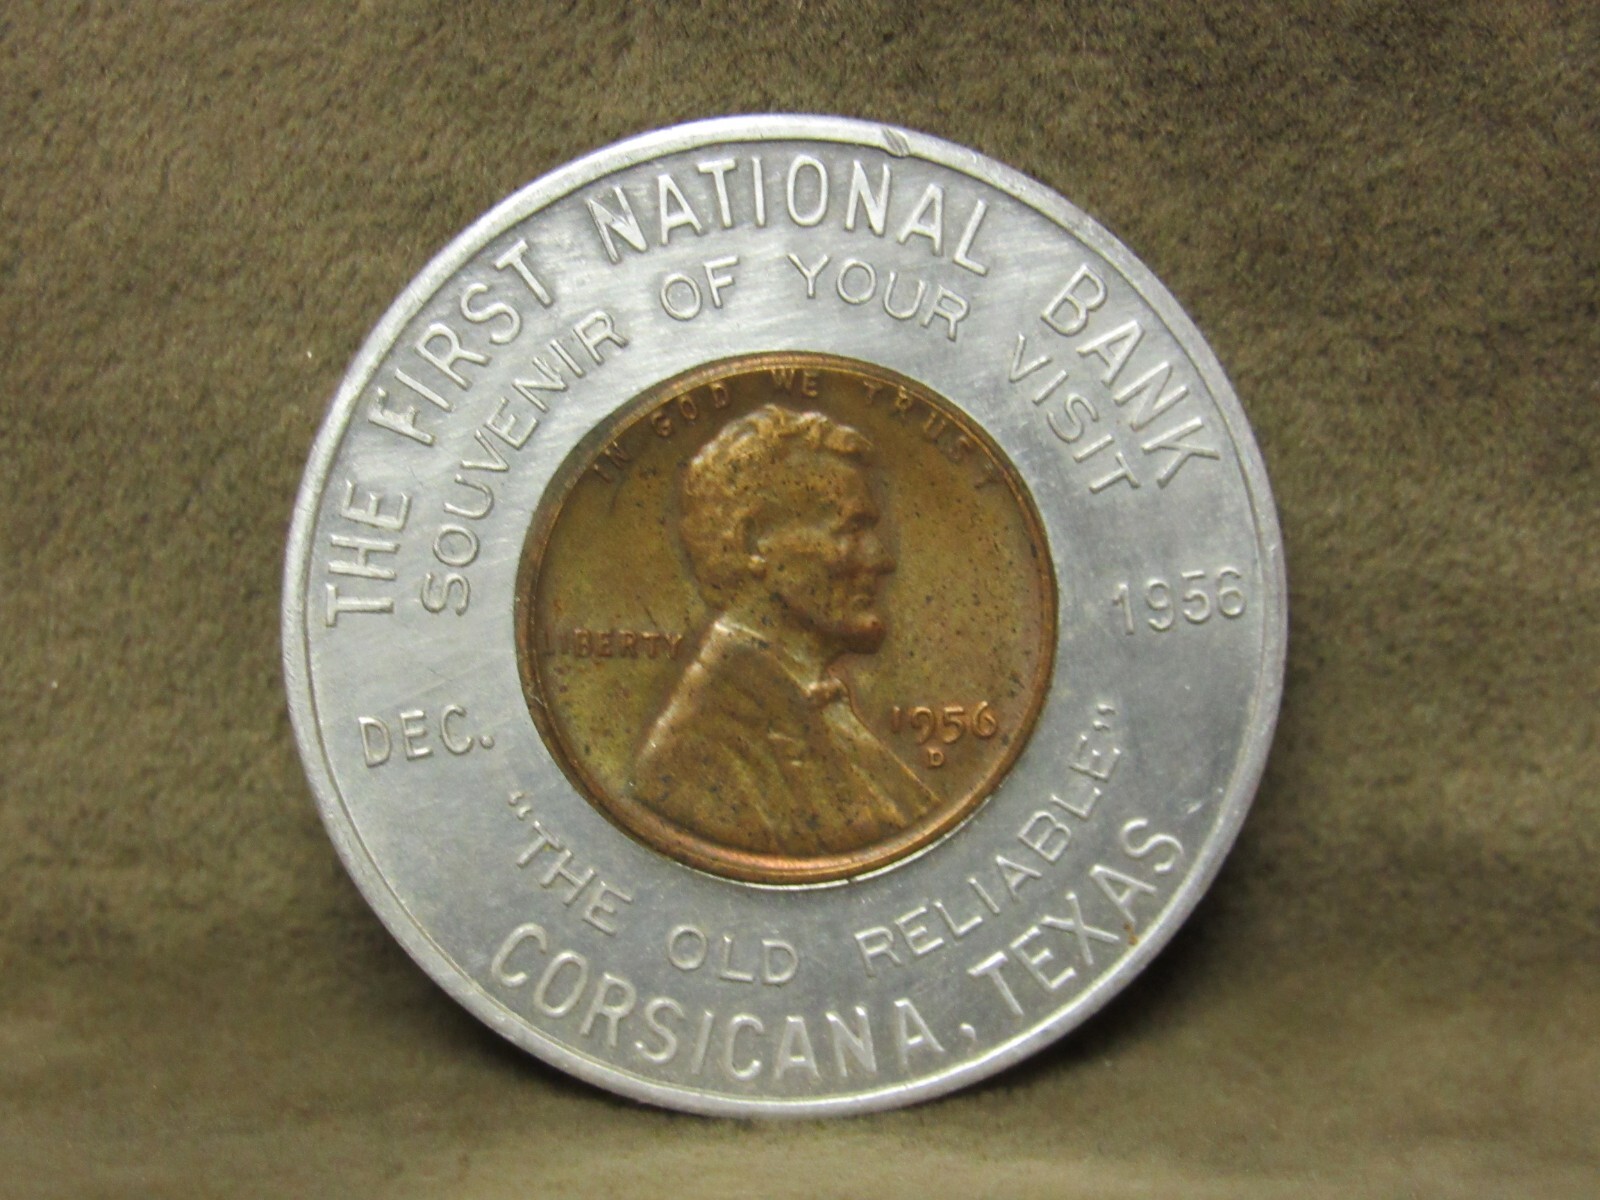 THE FIRST NATIONAL BANK
SOUVENIR OF YOUR VISIT
IN GOD WE TRUST
LIBERTY
1956
D
DEC. 1956
"THE OLD RELIABLE"
CORSICANA, TEXAS